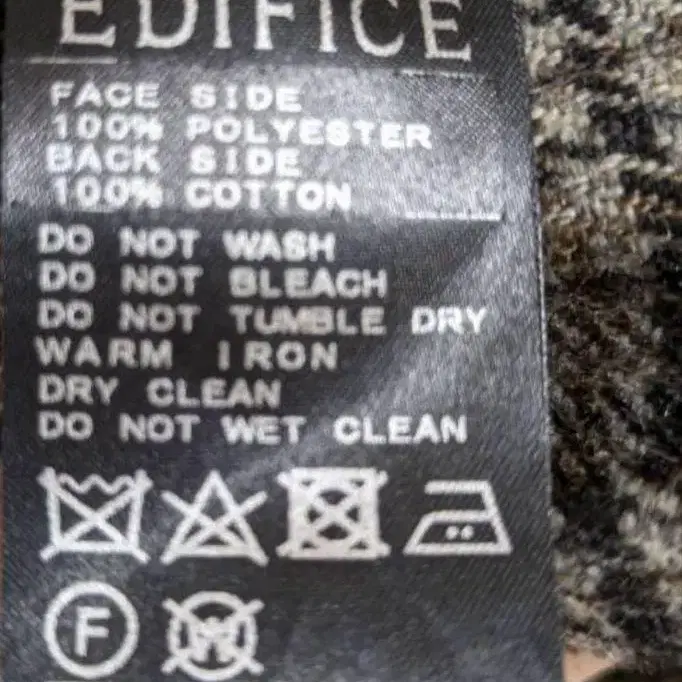 EDIFICE
FACE SIDE
100% POLYESTER
BACK SIDE
100% COTTON
DO NOT WASH
DO NOT BLEACH
DO NOT TUMBLE DRY
WARM IRON
DRY CLEAN
DO NOT WET CLEAN
F W